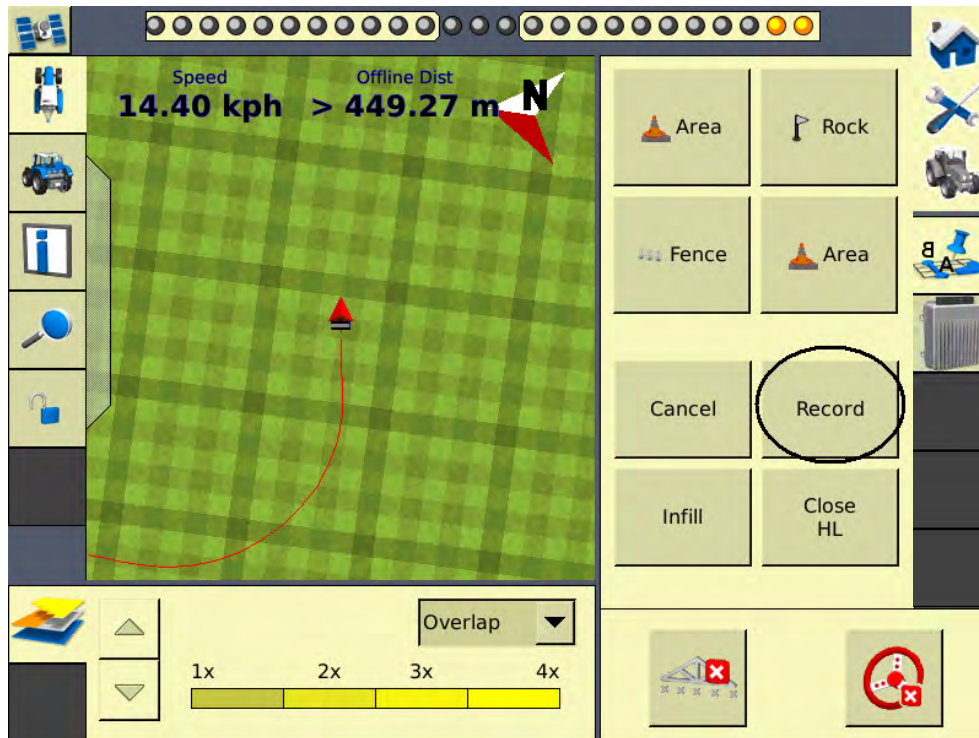 Speed
Offline Dist
14.40 kph
> 449.27 m
N
Area
Rock
Fence
Area
B
A
Cancel
Record
Infill
Close
HL
Overlap
1x 2x 3x 4x